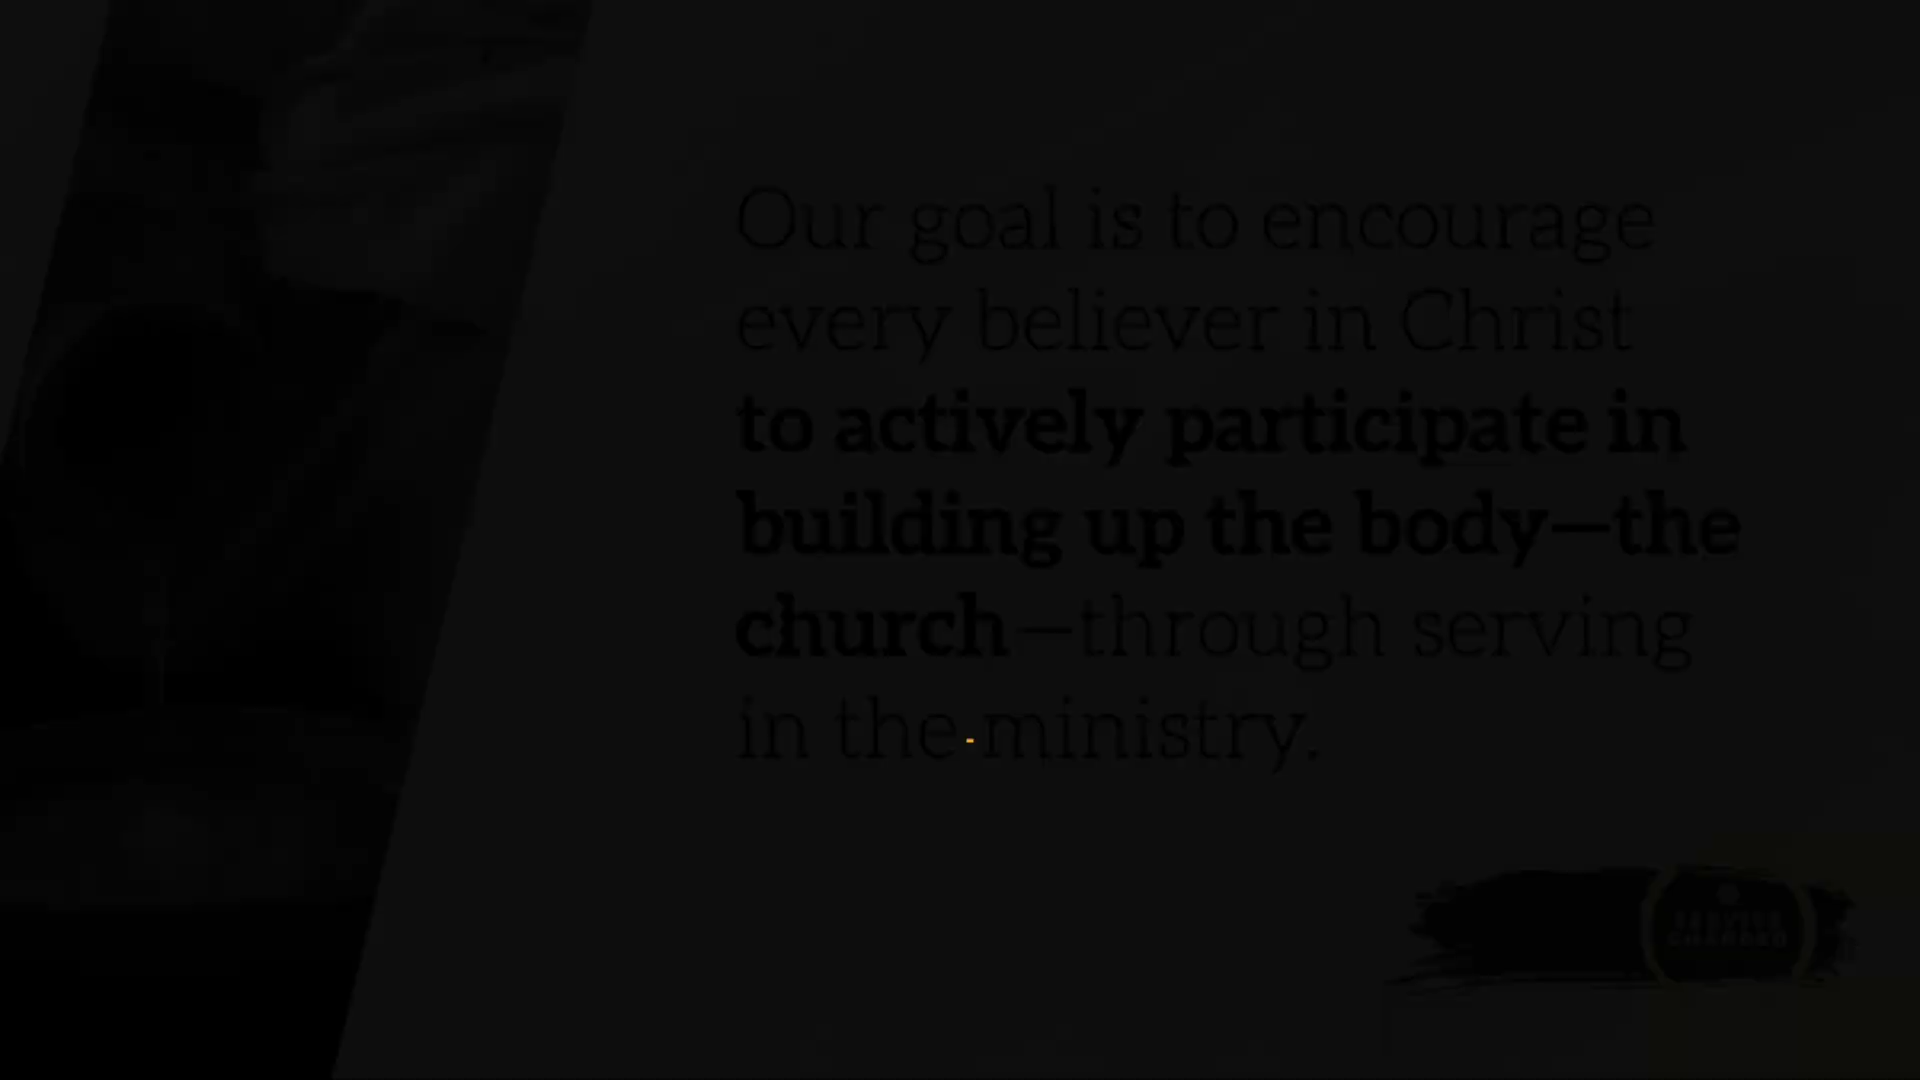 Our goal is to encourage
every believer in Christ
to actively participate in
building up the body—the
church—through serving
in the ministry.